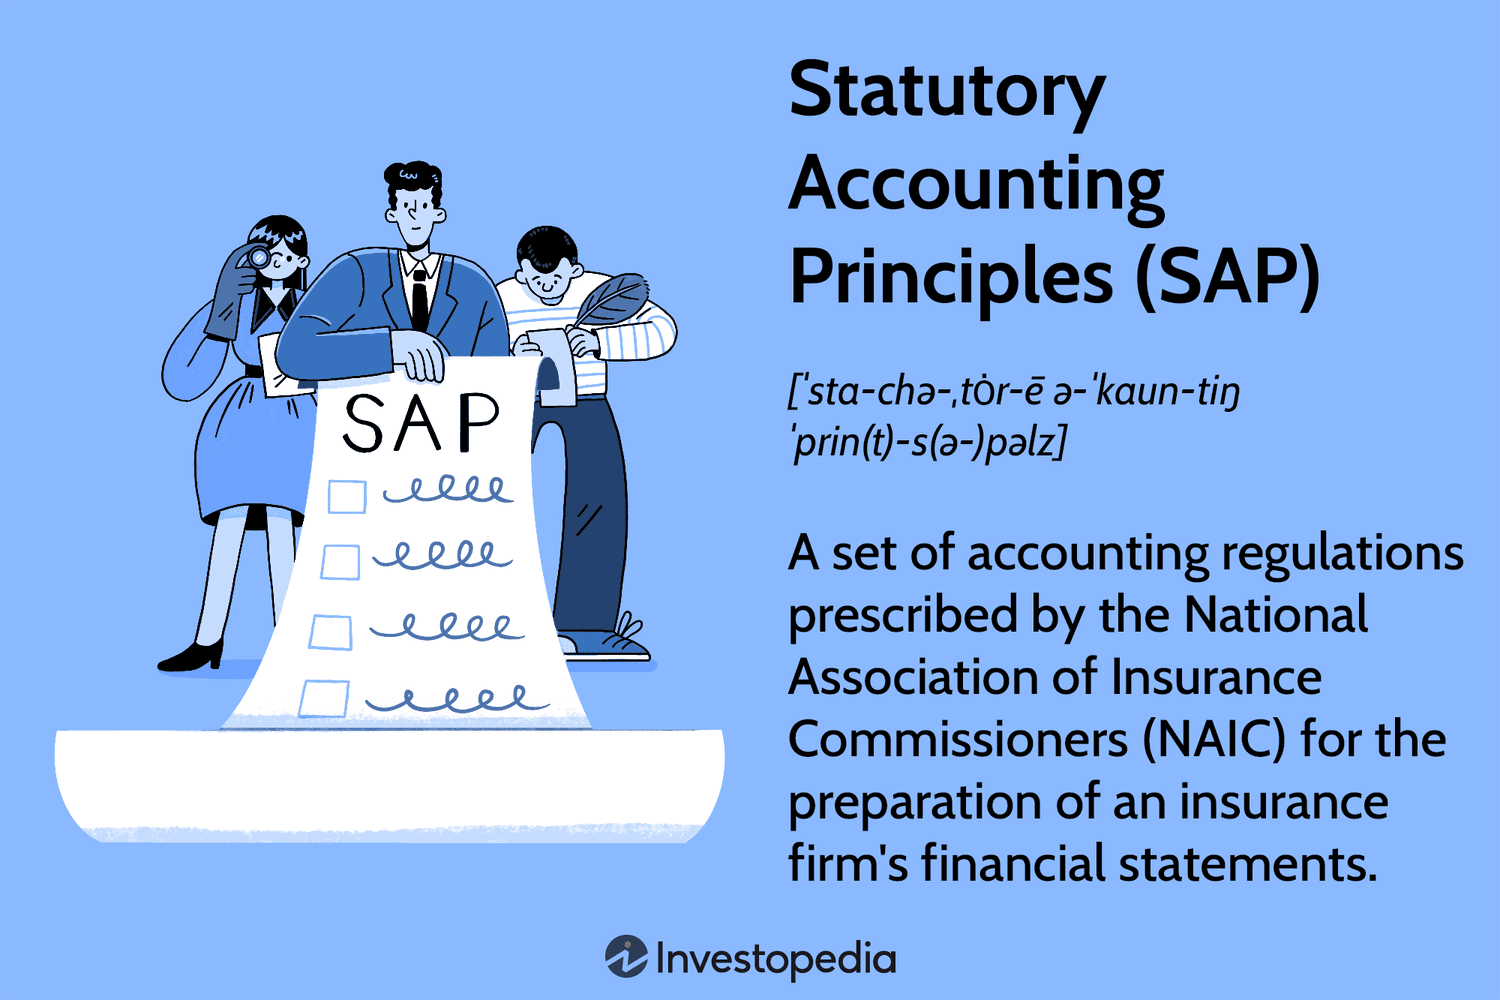 Statutory
Accounting
Principles (SAP)
[ˈsta-chə-ˌtȯr-ē ə-ˈkaun-tiŋ
ˈprin(t)-s(ə-)pəlz]
A set of accounting regulations
prescribed by the National
Association of Insurance
Commissioners (NAIC) for the
preparation of an insurance
firm's financial statements.
SAP
Investopedia